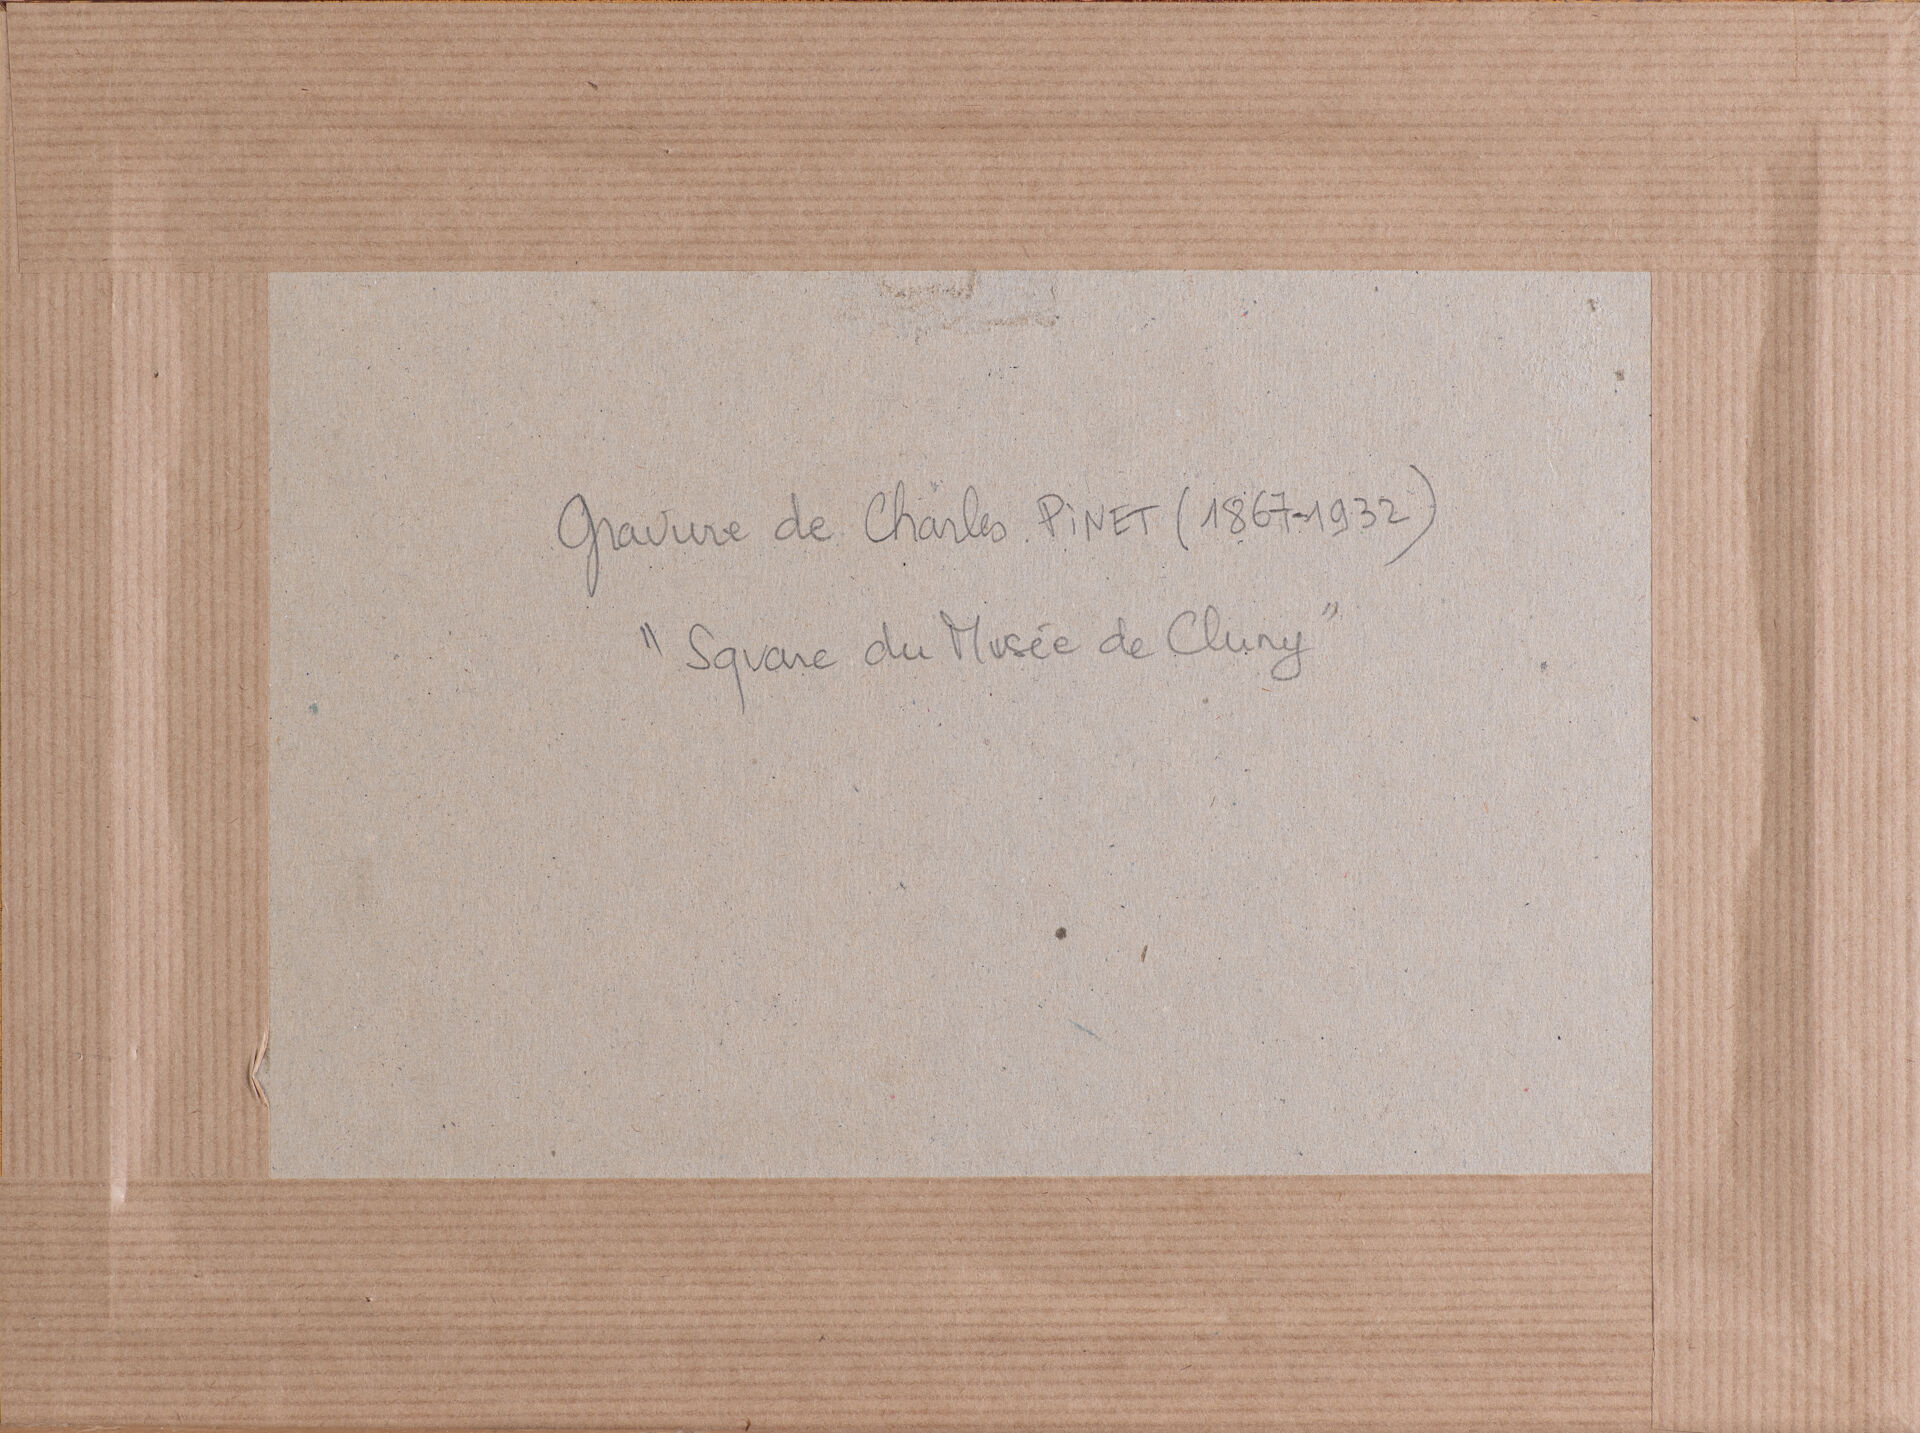 Gravure de Charles PINET (1867-1932)
"Square du Musée de Cluny"